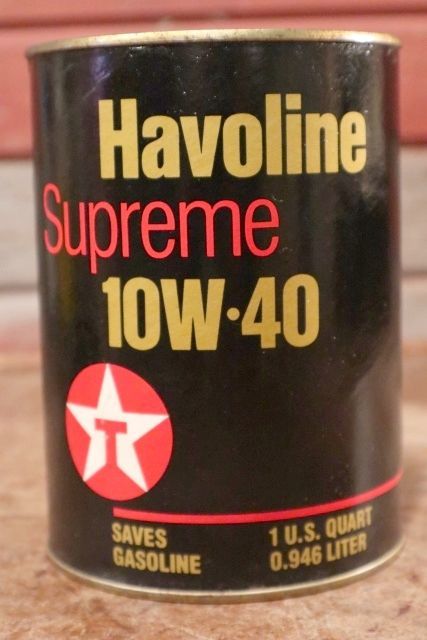 Havoline
Supreme
10W·40
T
SAVES
GASOLINE
1 U.S. QUART
0.946 LITER